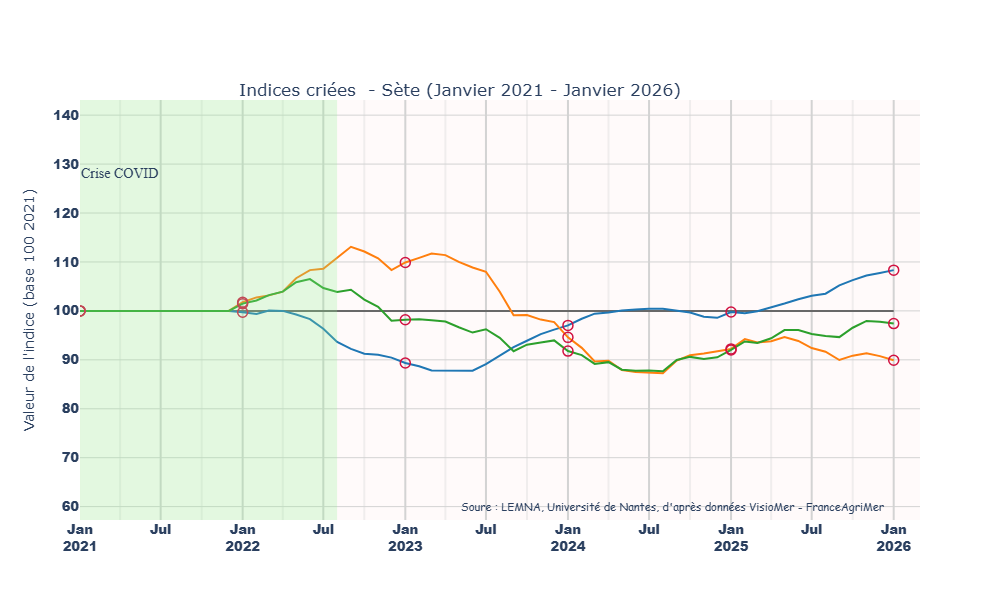 Indices criées  - Sète (Janvier 2021 - Janvier 2026)
Valeur de l'indice (base 100 2021)
140
130
Crise COVID
120
110
100
90
80
70
60
Soure : LEMNA, Université de Nantes, d'après données VisioMer - FranceAgriMer
Jan Jul Jan Jul Jan Jul Jan Jul Jan Jul Jan
2021 2022 2023 2024 2025 2026